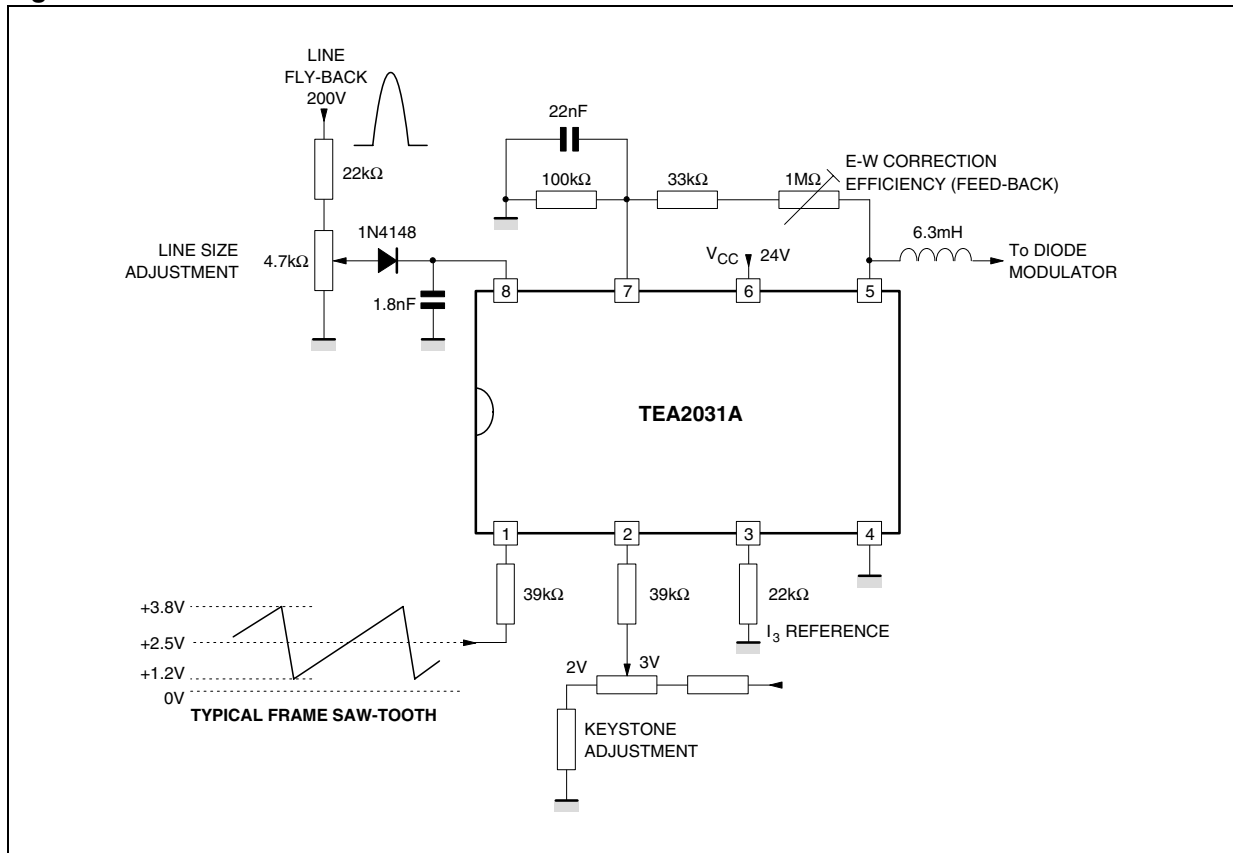 LINE
FLY-BACK
200V
22kΩ
LINE SIZE
ADJUSTMENT
4.7kΩ
1N4148
1.8nF
22nF
100kΩ
33kΩ
1MΩ
E-W CORRECTION
EFFICIENCY (FEED-BACK)
6.3mH
To DIODE
MODULATOR
VCC
24V
8
7
6
5
TEA2031A
1
2
3
4
39kΩ
39kΩ
22kΩ
I3 REFERENCE
+3.8V
+2.5V
+1.2V
0V
TYPICAL FRAME SAW-TOOTH
2V
3V
KEYSTONE
ADJUSTMENT